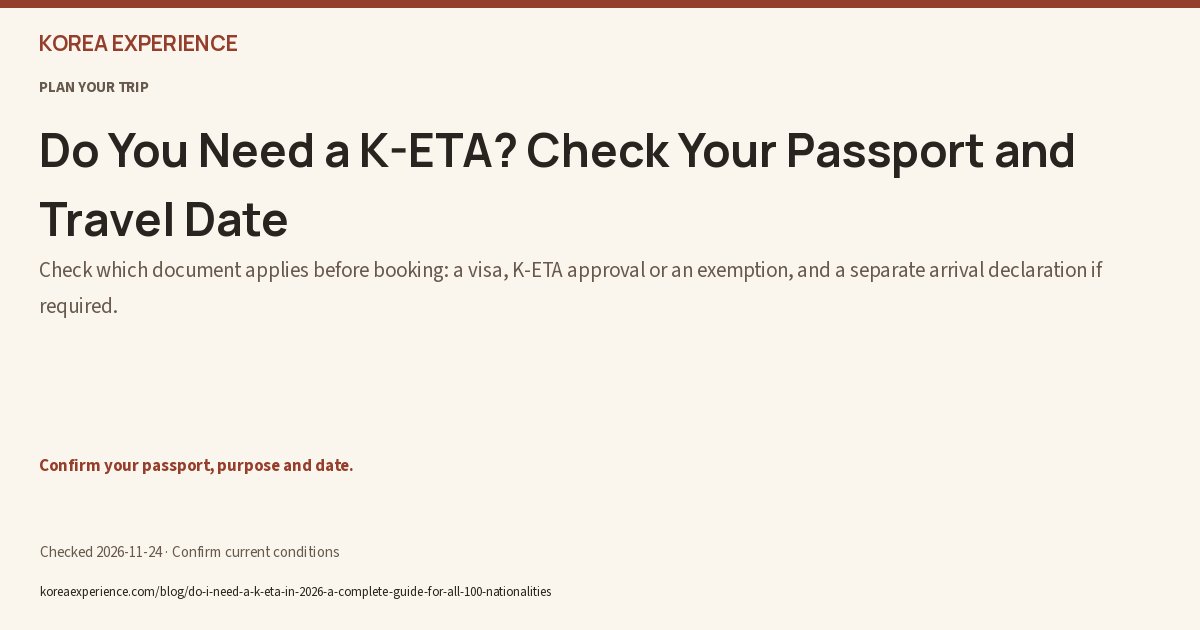 KOREA EXPERIENCE
PLAN YOUR TRIP
Do You Need a K-ETA? Check Your Passport and
Travel Date
Check which document applies before booking: a visa, K-ETA approval or an exemption, and a separate arrival declaration if
required.
Confirm your passport, purpose and date.
Checked 2026-11-24 · Confirm current conditions
koreaexperience.com/blog/do-i-need-a-k-eta-in-2026-a-complete-guide-for-all-100-nationalities